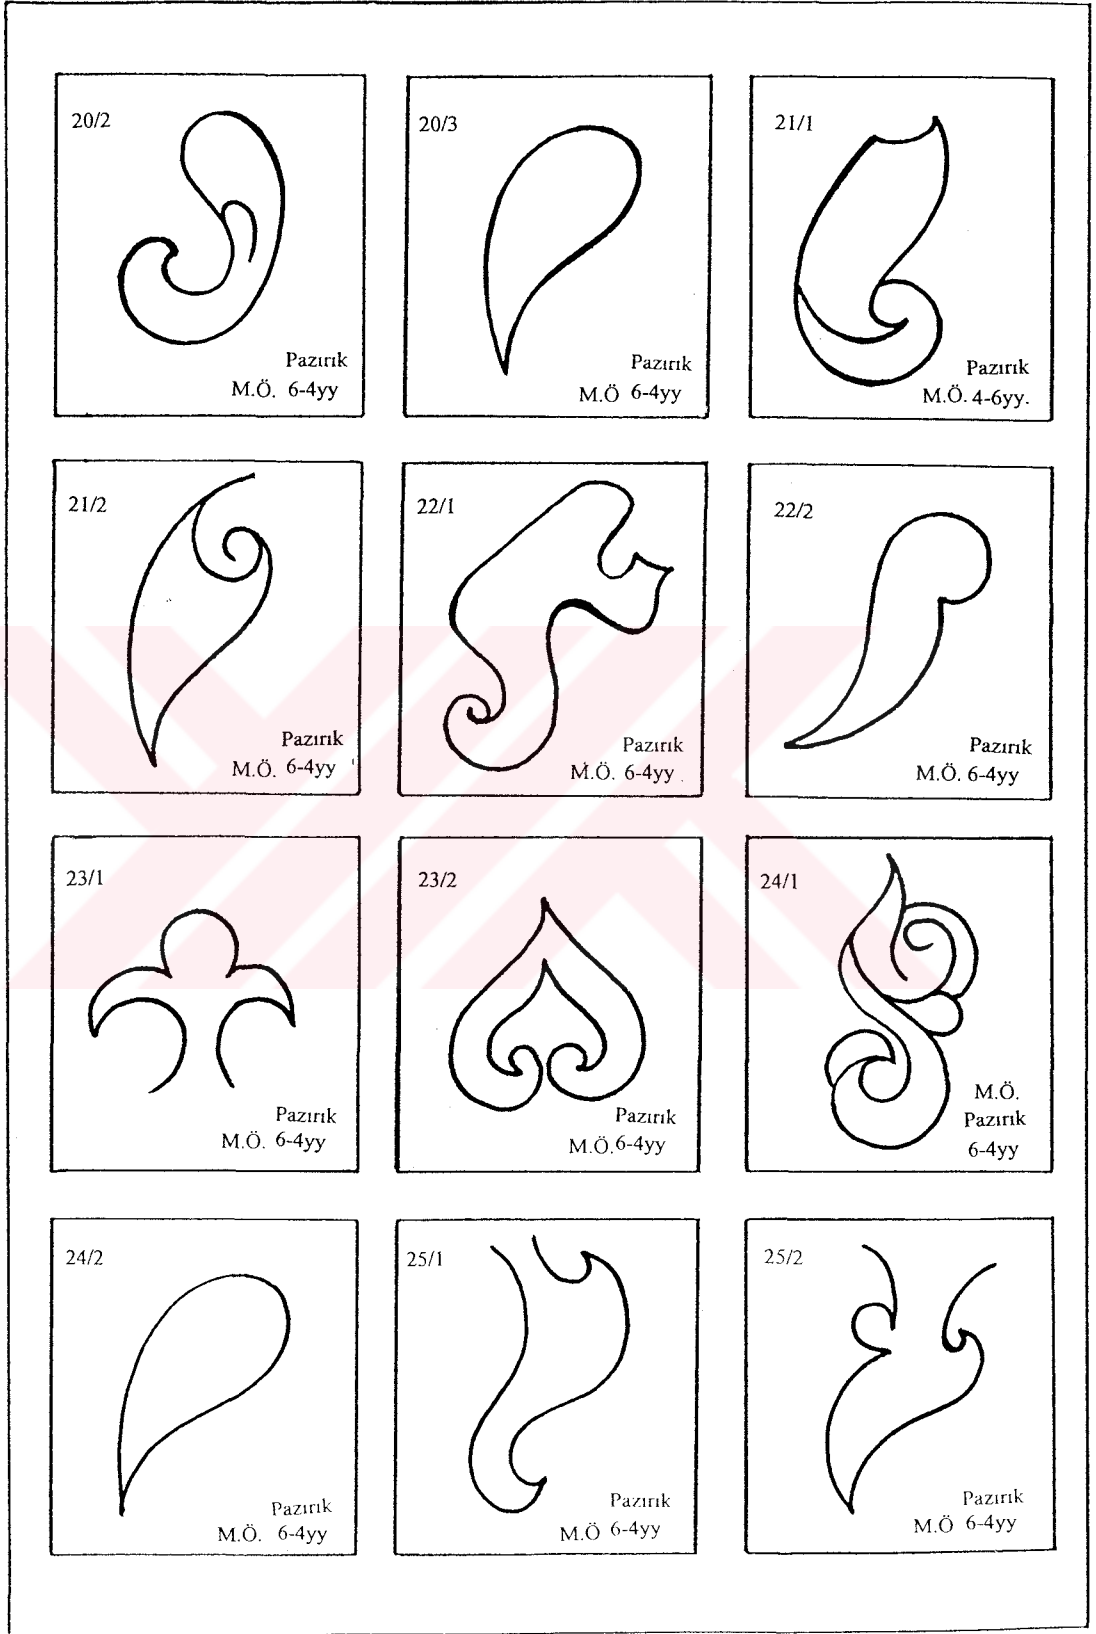 20/2
Pazırık
M.Ö. 6-4yy
20/3
Pazırık
M.Ö 6-4yy
21/1
Pazırık
M.Ö. 4-6yy.
21/2
Pazırık
M.Ö. 6-4yy
22/1
Pazırık
M.Ö. 6-4yy.
22/2
Pazırık
M.Ö. 6-4yy
23/1
Pazırık
M.Ö. 6-4yy
23/2
Pazırık
M.Ö.6-4yy
24/1
M.Ö.
Pazırık
6-4yy
24/2
Pazırık
M.Ö. 6-4yy
25/1
Pazırık
M.Ö 6-4yy
25/2
Pazırık
M.Ö 6-4yy